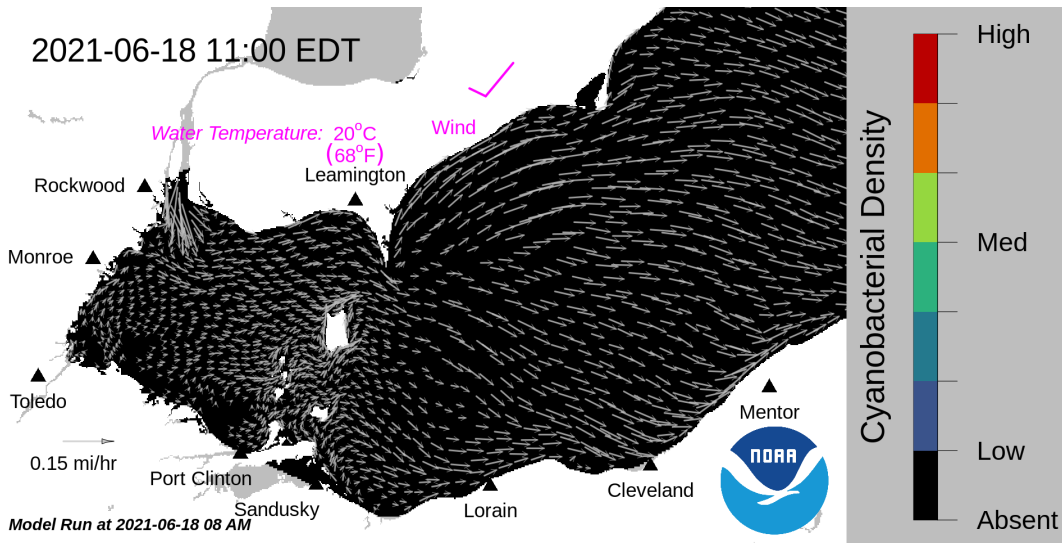 2021-06-18 11:00 EDT
High
Wind
Water Temperature: 20°C
(68°F)
Leamington
Rockwood
Monroe
Cyanobacterial Density
Med
Toledo
Mentor
0.15 mi/hr
NOAA
Low
Port Clinton
Cleveland
Sandusky
Lorain
Model Run at 2021-06-18 08 AM
Absent